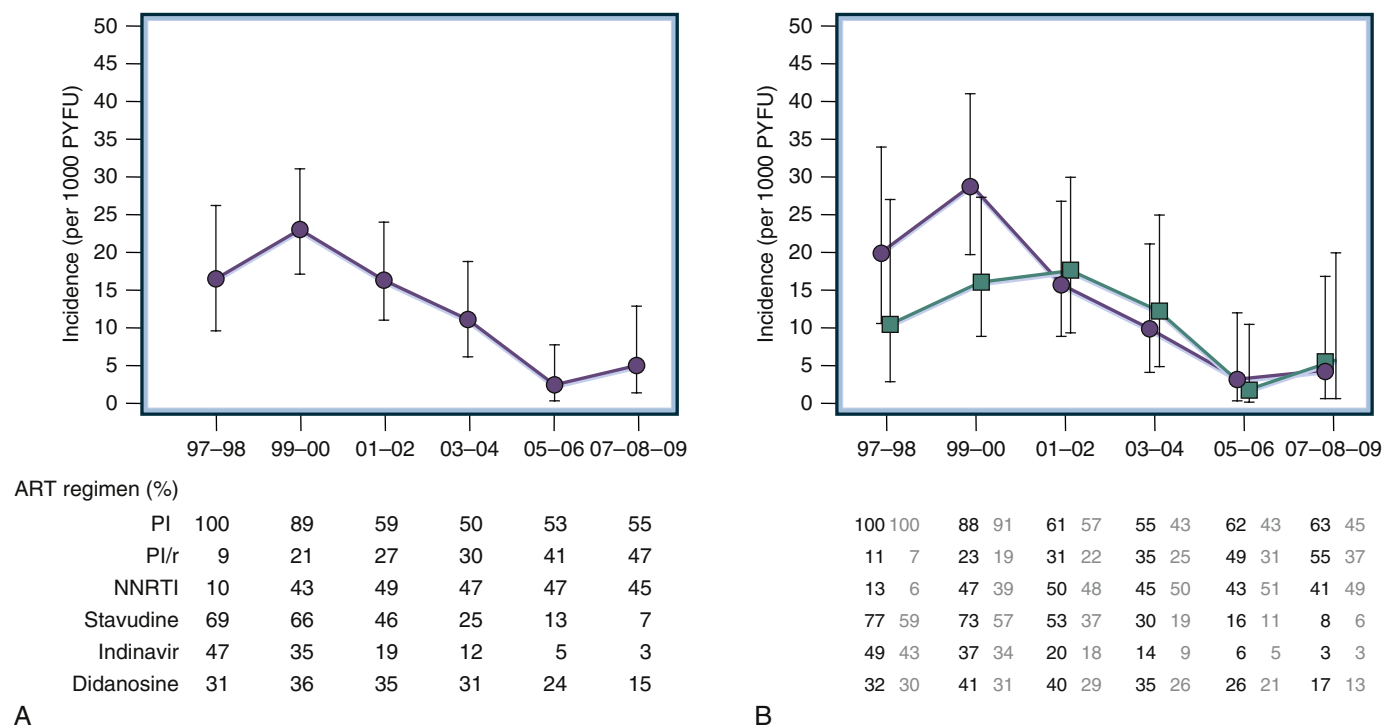 50
45
40
35
30
25
20
15
10
5
0
Incidence (per 1000 PYFU)
97–98 99–00 01–02 03–04 05–06 07–08–09
ART regimen (%)
PI 100 89 59 50 53 55
PI/r 9 21 27 30 41 47
NNRTI 10 43 49 47 47 45
Stavudine 69 66 46 25 13 7
Indinavir 47 35 19 12 5 3
Didanosine 31 36 35 31 24 15
A
50
45
40
35
30
25
20
15
10
5
0
Incidence (per 1000 PYFU)
97–98 99–00 01–02 03–04 05–06 07–08–09
100 100 88 91 61 57 55 43 62 43 63 45
11 7 23 19 31 22 35 25 49 31 55 37
13 6 47 39 50 48 45 50 43 51 41 49
77 59 73 57 53 37 30 19 16 11 8 6
49 43 37 34 20 18 14 9 6 5 3 3
32 30 41 31 40 29 35 26 26 21 17 13
B